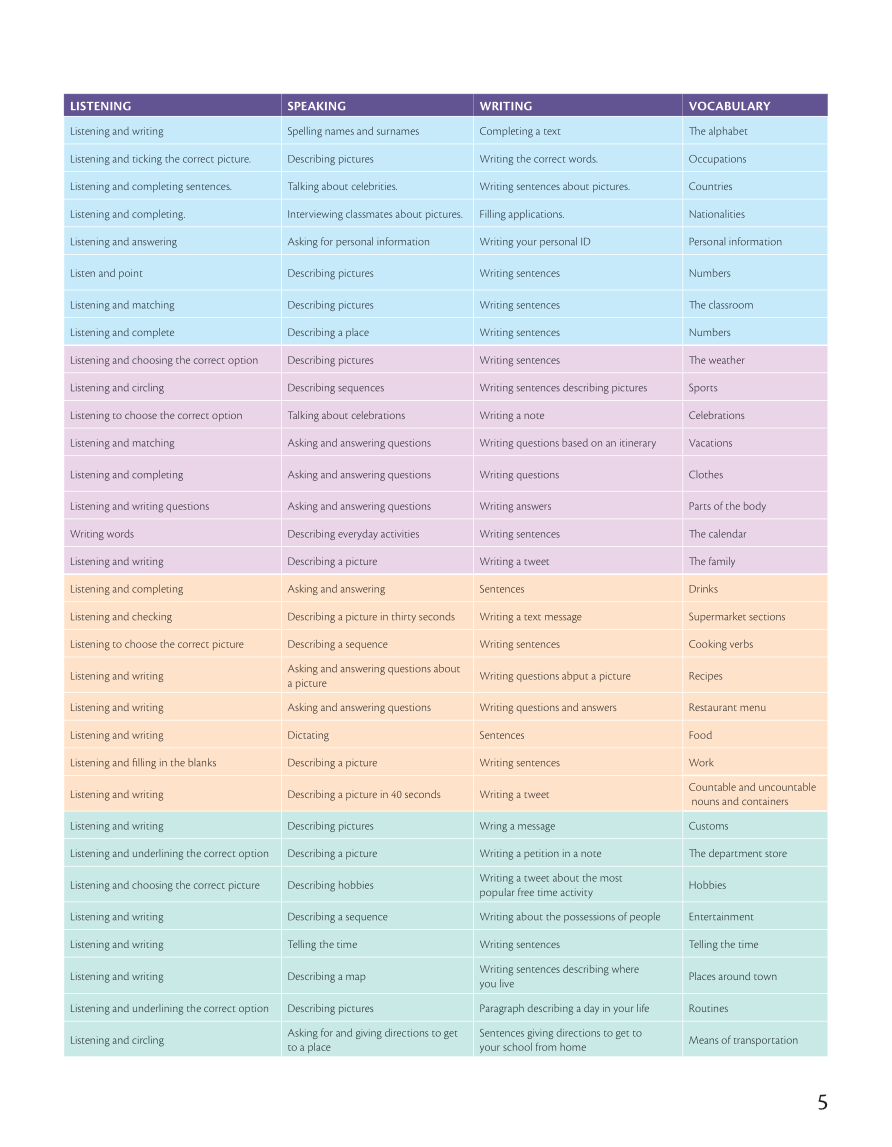 LISTENING SPEAKING WRITING VOCABULARY
Listening and writing Spelling names and surnames Completing a text The alphabet
Listening and ticking the correct picture. Describing pictures Writing the correct words. Occupations
Listening and completing sentences. Talking about celebrities. Writing sentences about pictures. Countries
Listening and completing. Interviewing classmates about pictures. Filling applications. Nationalities
Listening and answering Asking for personal information Writing your personal ID Personal information
Listen and point Describing pictures Writing sentences Numbers
Listening and matching Describing pictures Writing sentences The classroom
Listening and complete Describing a place Writing sentences Numbers
Listening and choosing the correct option Describing pictures Writing sentences The weather
Listening and circling Describing sequences Writing sentences describing pictures Sports
Listening to choose the correct option Talking about celebrations Writing a note Celebrations
Listening and matching Asking and answering questions Writing questions based on an itinerary Vacations
Listening and completing Asking and answering questions Writing questions Clothes
Listening and writing questions Asking and answering questions Writing answers Parts of the body
Writing words Describing everyday activities Writing sentences The calendar
Listening and writing Describing a picture Writing a tweet The family
Listening and completing Asking and answering Sentences Drinks
Listening and checking Describing a picture in thirty seconds Writing a text message Supermarket sections
Listening to choose the correct picture Describing a sequence Writing sentences Cooking verbs
Listening and writing Asking and answering questions about
a picture Writing questions abput a picture Recipes
Listening and writing Asking and answering questions Writing questions and answers Restaurant menu
Listening and writing Dictating Sentences Food
Listening and filling in the blanks Describing a picture Writing sentences Work
Listening and writing Describing a picture in 40 seconds Writing a tweet Countable and uncountable
nouns and containers
Listening and writing Describing pictures Wring a message Customs
Listening and underlining the correct option Describing a picture Writing a petition in a note The department store
Listening and choosing the correct picture Describing hobbies Writing a tweet about the most
popular free time activity Hobbies
Listening and writing Describing a sequence Writing about the possessions of people Entertainment
Listening and writing Telling the time Writing sentences Telling the time
Listening and writing Describing a map Writing sentences describing where
you live Places around town
Listening and underlining the correct option Describing pictures Paragraph describing a day in your life Routines
Listening and circling Asking for and giving directions to get
to a place Sentences giving directions to get to
your school from home Means of transportation
5